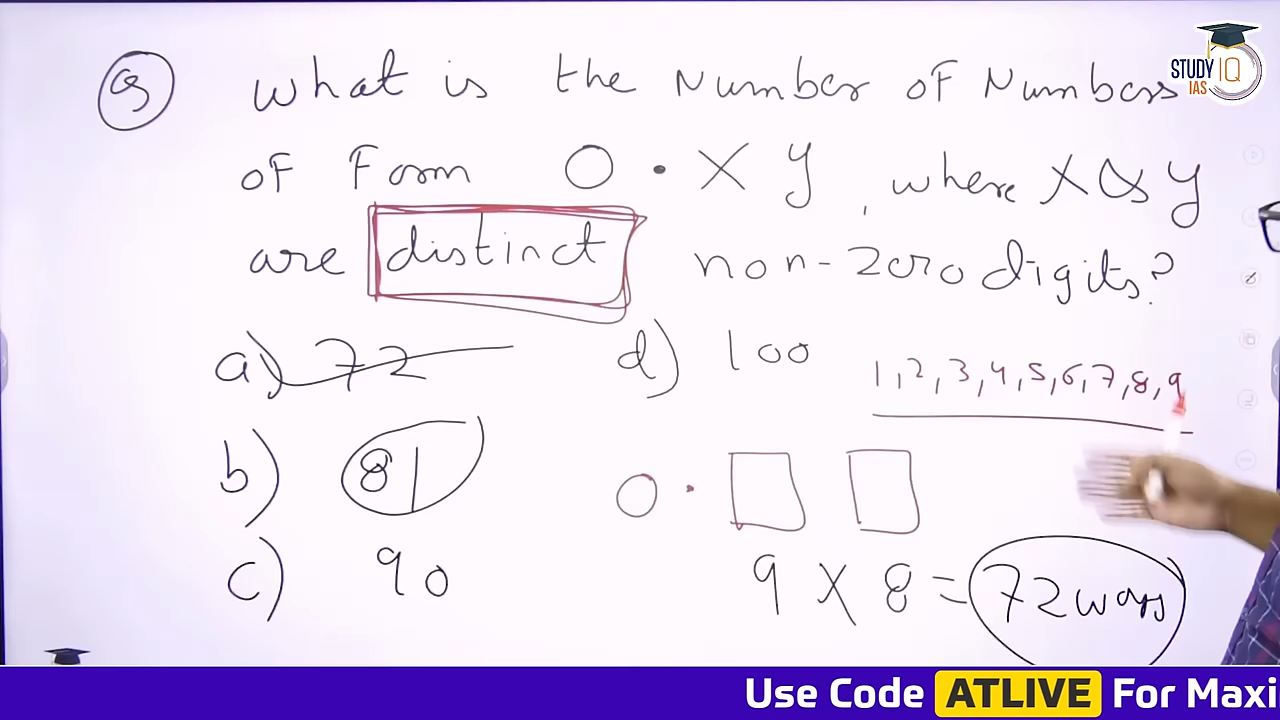 Q
What is the Number of Numbers
of Form 0 . X Y , where X & Y
are distinct non-zero digits?
a) 72
d) 100
1, 2, 3, 4, 5, 6, 7, 8, 9
b) 81
0 .
c) 90
9 X 8 = 72 ways
STUDY IQ
IAS
Use Code ATLIVE For Maxi